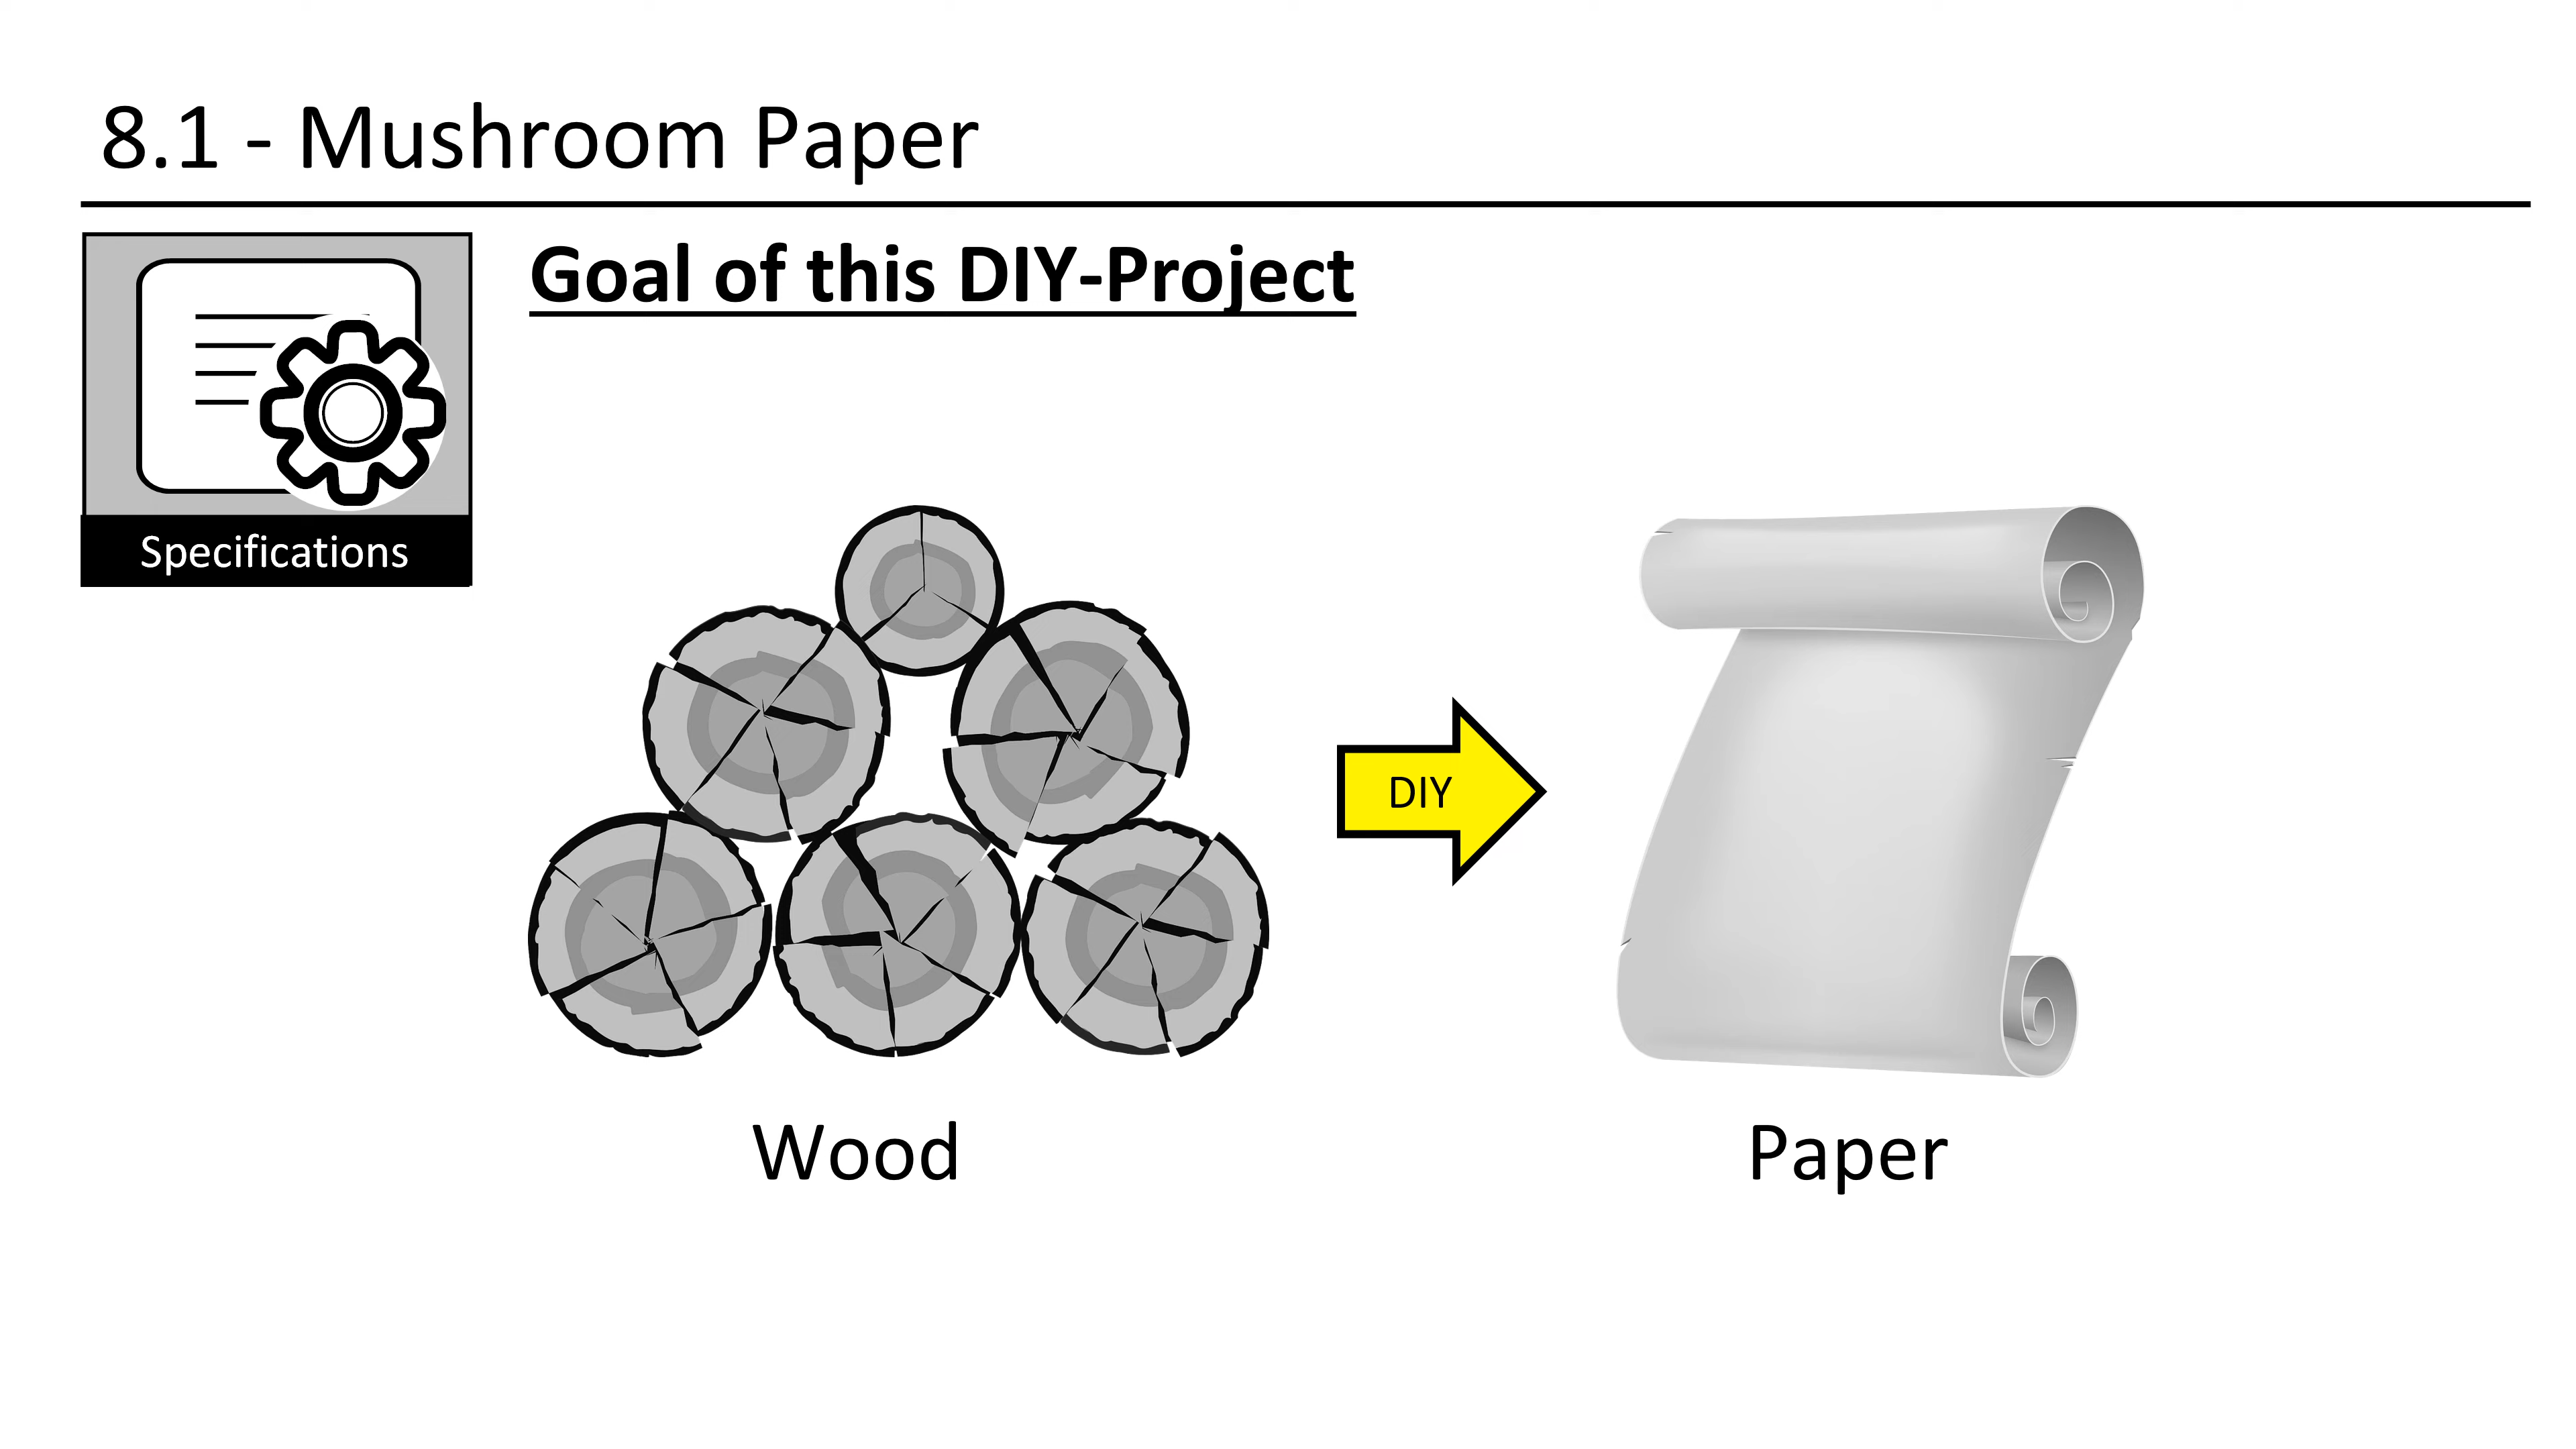 8.1 - Mushroom Paper
Goal of this DIY-Project
Specifications
DIY
Wood
Paper